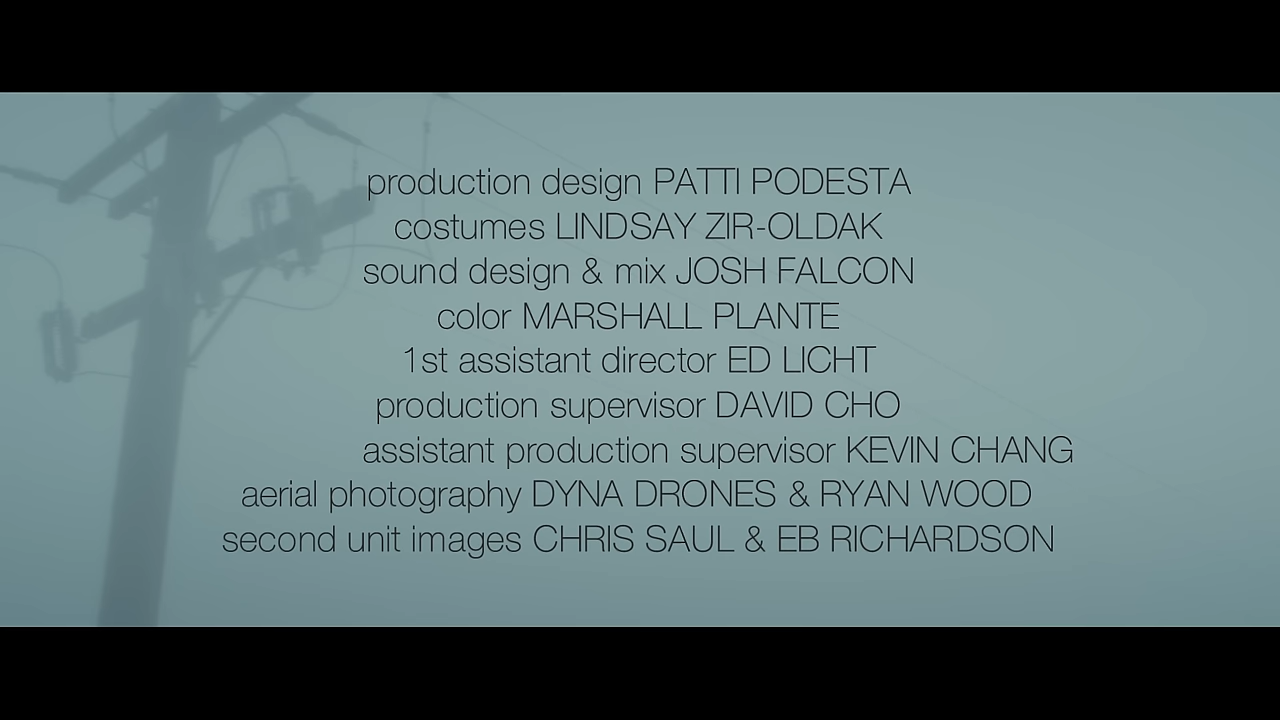 production design PATTI PODESTA
costumes LINDSAY ZIR-OLDAK
sound design & mix JOSH FALCON
color MARSHALL PLANTE
1st assistant director ED LICHT
production supervisor DAVID CHO
assistant production supervisor KEVIN CHANG
aerial photography DYNA DRONES & RYAN WOOD
second unit images CHRIS SAUL & EB RICHARDSON